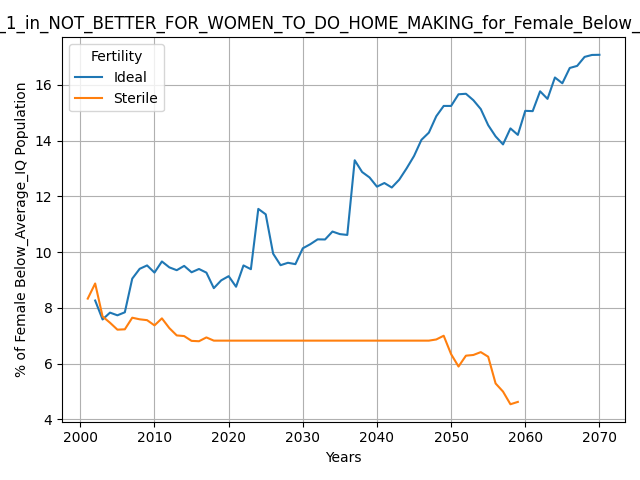 _1_in_NOT_BETTER_FOR_WOMEN_TO_DO_HOME_MAKING_for_Female_Below_
Fertility
Ideal
Sterile
% of Female Below_Average_IQ Population
16
14
12
10
8
6
4
2000 2010 2020 2030 2040 2050 2060 2070
Years